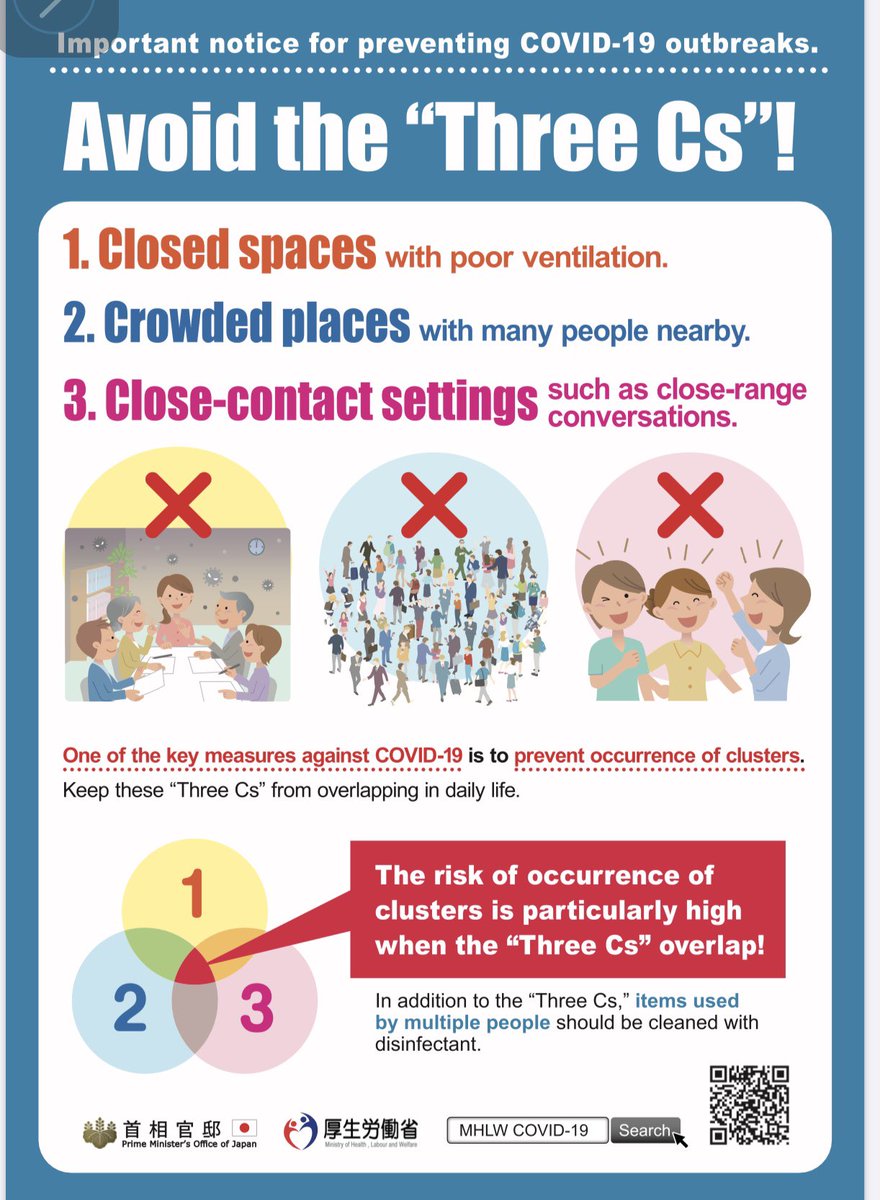 Important notice for preventing COVID-19 outbreaks.
Avoid the “Three Cs”!
1. Closed spaces with poor ventilation.
2. Crowded places with many people nearby.
3. Close-contact settings such as close-range
conversations.
One of the key measures against COVID-19 is to prevent occurrence of clusters.
Keep these “Three Cs” from overlapping in daily life.
1
2
3
The risk of occurrence of
clusters is particularly high
when the “Three Cs” overlap!
In addition to the “Three Cs,” items used
by multiple people should be cleaned with
disinfectant.
首相官邸
Prime Minister's Office of Japan
厚生労働省
Ministry of Health, Labour and Welfare
MHLW COVID-19
Search